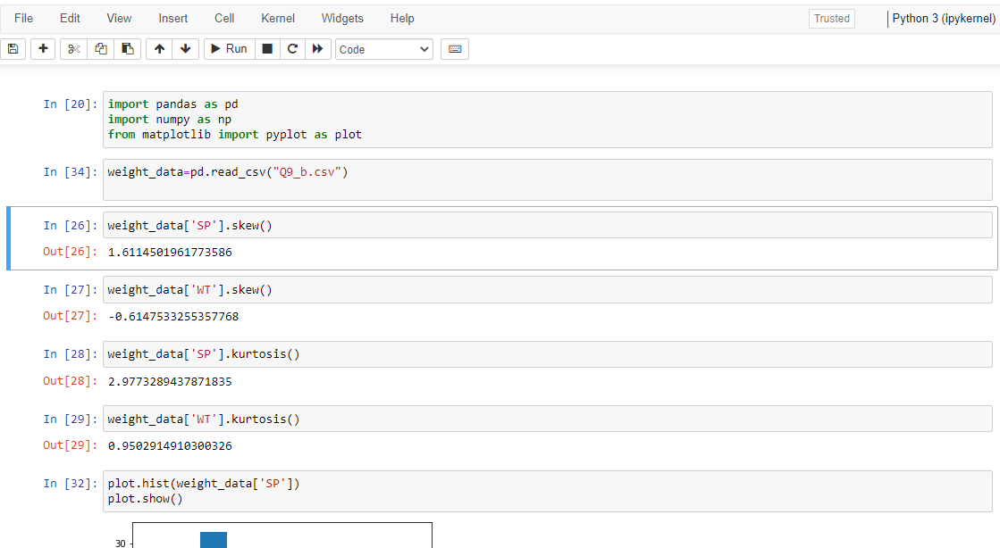 File Edit View Insert Cell Kernel Widgets Help Trusted Python 3 (ipykernel)
Run Code
In [20]: import pandas as pd
import numpy as np
from matplotlib import pyplot as plot
In [34]: weight_data=pd.read_csv("Q9_b.csv")
In [26]: weight_data['SP'].skew()
Out[26]: 1.6114501961773586
In [27]: weight_data['WT'].skew()
Out[27]: -0.6147533255357768
In [28]: weight_data['SP'].kurtosis()
Out[28]: 2.9773289437871835
In [29]: weight_data['WT'].kurtosis()
Out[29]: 0.9502914910300326
In [32]: plot.hist(weight_data['SP'])
plot.show()
30